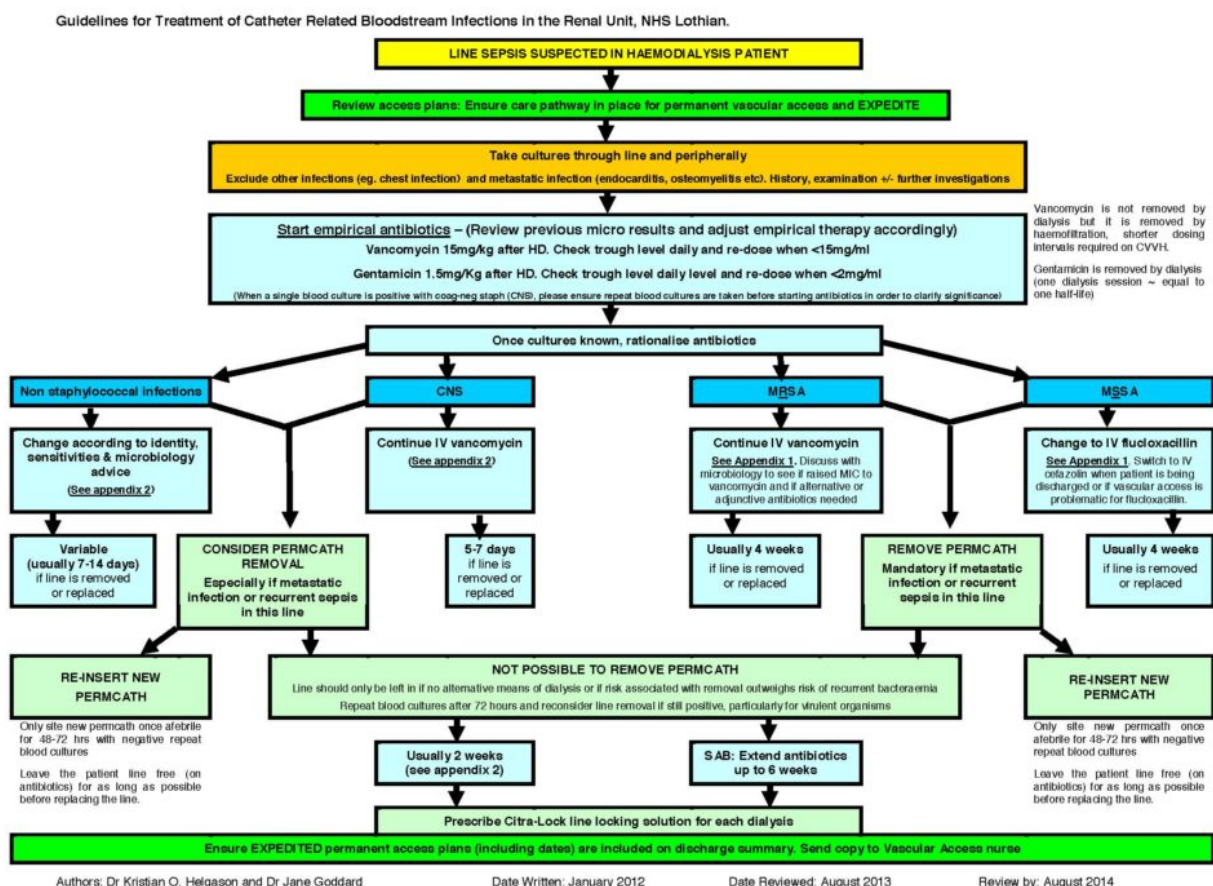 Guidelines for Treatment of Catheter Related Bloodstream Infections in the Renal Unit, NHS Lothian.
LINE SEPSIS SUSPECTED IN HAEMODIALYSIS PATIENT
Review access plans: Ensure care pathway in place for permanent vascular access and EXPEDITE
Take cultures through line and peripherally
Exclude other infections (eg. chest infection) and metastatic infection (endocarditis, osteomyelitis etc). History, examination +/- further investigations
Start empirical antibiotics – (Review previous micro results and adjust empirical therapy accordingly)
Vancomycin 15mg/kg after HD. Check trough level daily and re-dose when <15mg/ml
Gentamicin 1.5mg/Kg after HD. Check trough level daily level and re-dose when <2mg/ml
(When a single blood culture is positive with coag-neg staph (CNS), please ensure repeat blood cultures are taken before starting antibiotics in order to clarify significance)
Vancomycin is not removed by
dialysis but it is removed by
haemofiltration, shorter dosing
intervals required on CVVH.
Gentamicin is removed by dialysis
(one dialysis session ~ equal to
one half-life)
Once cultures known, rationalise antibiotics
Non staphylococcal infections
CNS
MRSA
MSSA
Change according to identity,
sensitivities & microbiology
advice
(See appendix 2)
Continue IV vancomycin
(See appendix 2)
Continue IV vancomycin
See Appendix 1. Discuss with
microbiology to see if raised MIC to
vancomycin and if alternative or
adjunctive antibiotics needed
Change to IV flucloxacillin
See Appendix 1. Switch to IV
cefazolin when patient is being
discharged or if vascular access is
problematic for flucloxacillin.
Variable
(usually 7-14 days)
if line is removed
or replaced
CONSIDER PERMCATH
REMOVAL
Especially if metastatic
infection or recurrent sepsis
in this line
5-7 days
if line is
removed or
replaced
Usually 4 weeks
if line is removed
or replaced
REMOVE PERMCATH
Mandatory if metastatic
infection or recurrent
sepsis in this line
Usually 4 weeks
if line is removed
or replaced
RE-INSERT NEW
PERMCATH
Only site new permcath once afebrile
for 48-72 hrs with negative repeat
blood cultures
Leave the patient line free (on
antibiotics) for as long as possible
before replacing the line.
NOT POSSIBLE TO REMOVE PERMCATH
Line should only be left in if no alternative means of dialysis or if risk associated with removal outweighs risk of recurrent bacteraemia
Repeat blood cultures after 72 hours and reconsider line removal if still positive, particularly for virulent organisms
RE-INSERT NEW
PERMCATH
Only site new permcath once
afebrile for 48-72 hrs with negative
repeat blood cultures
Leave the patient line free (on
antibiotics) for as long as possible
before replacing the line.
Usually 2 weeks
(see appendix 2)
SAB: Extend antibiotics
up to 6 weeks
Prescribe Citra-Lock line locking solution for each dialysis
Ensure EXPEDITED permanent access plans (including dates) are included on discharge summary. Send copy to Vascular Access nurse
Authors: Dr Kristian O. Helgason and Dr Jane Goddard
Date Written: January 2012
Date Reviewed: August 2013
Review by: August 2014